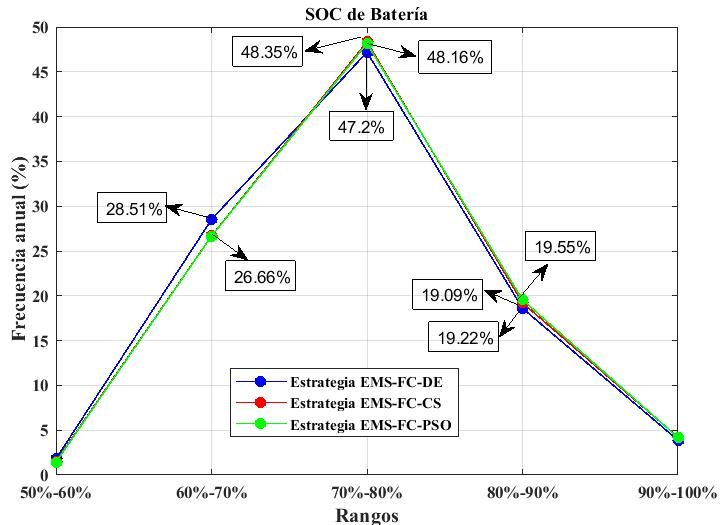 SOC de Batería
Frecuencia anual (%)
50
45
40
35
30
25
20
15
10
5
0
48.35%
48.16%
47.2%
28.51%
26.66%
19.55%
19.09%
19.22%
Estrategia EMS-FC-DE
Estrategia EMS-FC-CS
Estrategia EMS-FC-PSO
50%-60% 60%-70% 70%-80% 80%-90% 90%-100%
Rangos